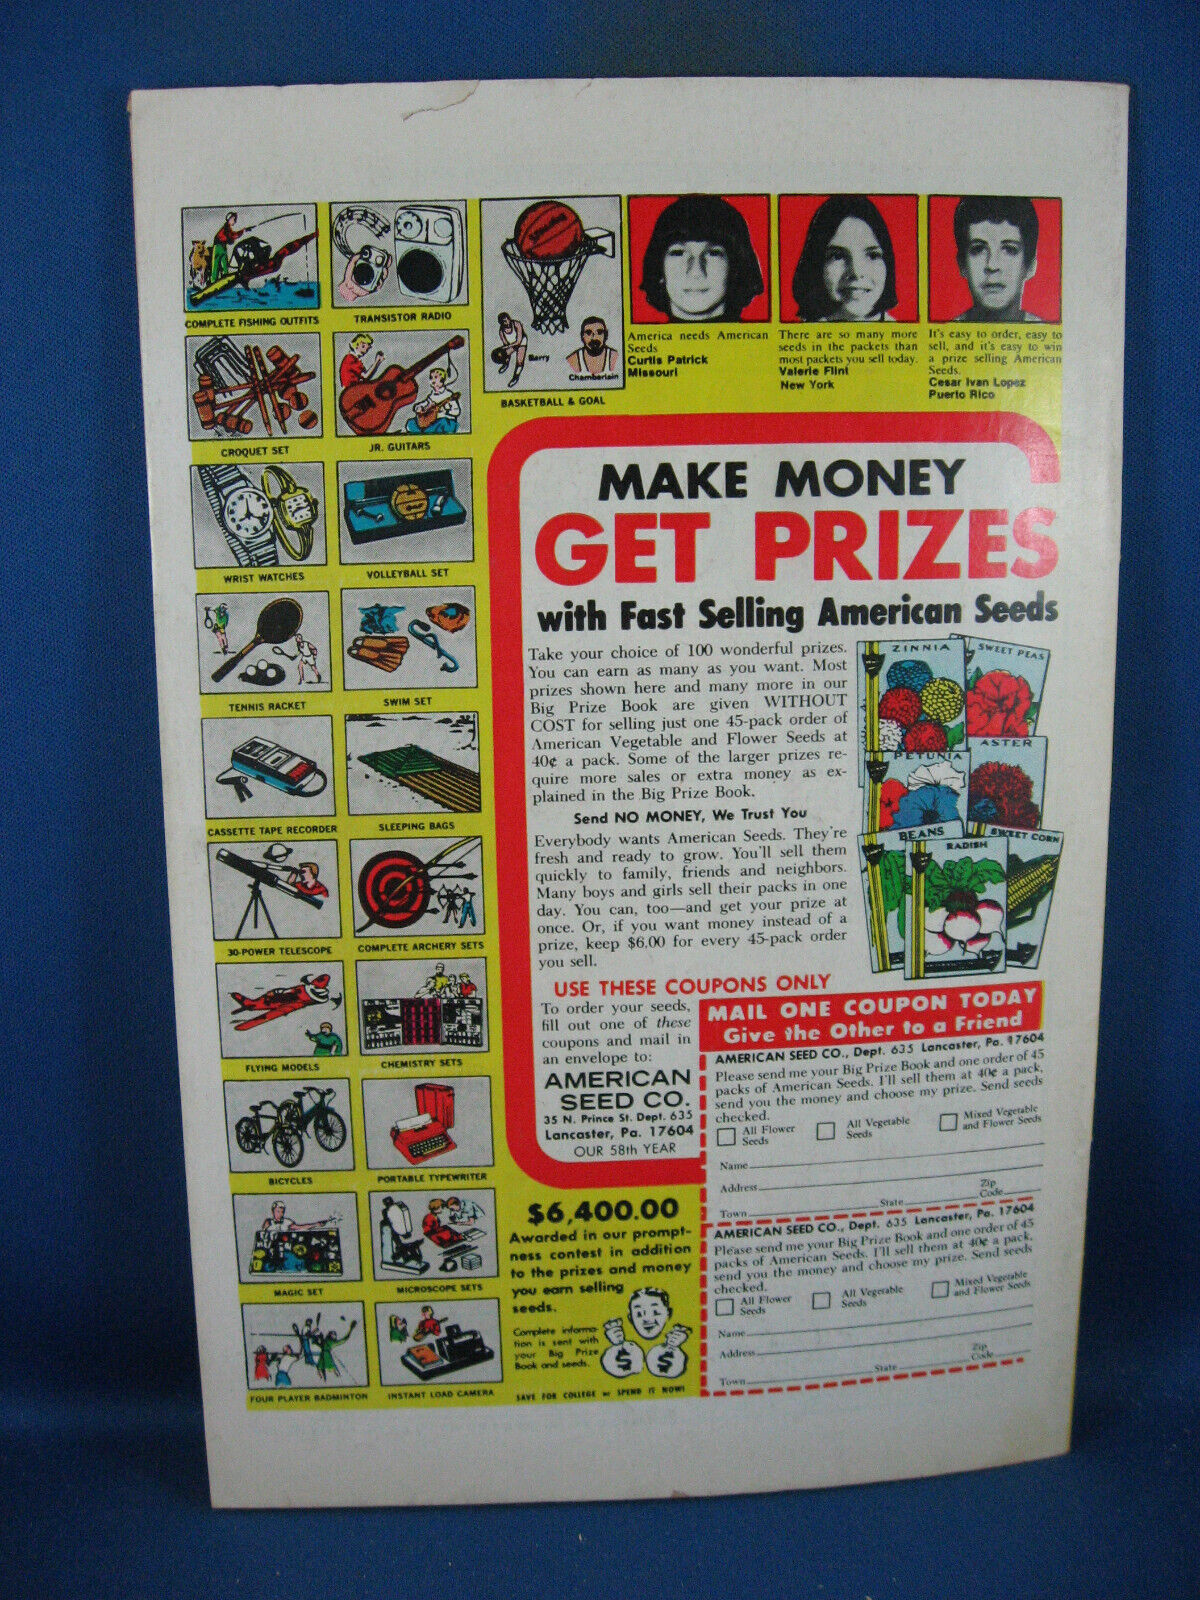 COMPLETE FISHING OUTFITS
TRANSISTOR RADIO
Barry
Chamberlain
BASKETBALL & GOAL
America needs American
Seeds
Curtis Patrick
Missouri
There are so many more
seeds in the packets than
most packets you sell today.
Valerie Flint
New York
It's easy to order, easy to
sell, and it's easy to win
a prize selling American
Seeds.
Cesar Ivan Lopez
Puerto Rico
CROQUET SET
JR. GUITARS
WRIST WATCHES
VOLLEYBALL SET
TENNIS RACKET
SWIM SET
CASSETTE TAPE RECORDER
SLEEPING BAGS
30-POWER TELESCOPE
COMPLETE ARCHERY SETS
FLYING MODELS
CHEMISTRY SETS
BICYCLES
PORTABLE TYPEWRITER
MAGIC SET
MICROSCOPE SETS
FOUR PLAYER BADMINTON
INSTANT LOAD CAMERA
MAKE MONEY
GET PRIZES
with Fast Selling American Seeds
Take your choice of 100 wonderful prizes.
You can earn as many as you want. Most
prizes shown here and many more in our
Big Prize Book are given WITHOUT
COST for selling just one 45-pack order of
American Vegetable and Flower Seeds at
40¢ a pack. Some of the larger prizes re-
quire more sales or extra money as ex-
plained in the Big Prize Book.
Send NO MONEY, We Trust You
Everybody wants American Seeds. They're
fresh and ready to grow. You'll sell them
quickly to family, friends and neighbors.
Many boys and girls sell their packs in one
day. You can, too—and get your prize at
once. Or, if you want money instead of a
prize, keep $6.00 for every 45-pack order
you sell.
ZINNIA
SWEET PEAS
PETUNIA
ASTER
BEANS
SWEET CORN
RADISH
USE THESE COUPONS ONLY
To order your seeds,
fill out one of these
coupons and mail in
an envelope to:
AMERICAN
SEED CO.
35 N. Prince St. Dept. 635
Lancaster, Pa. 17604
OUR 58th YEAR
MAIL ONE COUPON TODAY
Give the Other to a Friend
AMERICAN SEED CO., Dept. 635 Lancaster, Pa. 17604
Please send me your Big Prize Book and one order of 45
packs of American Seeds. I'll sell them at 40¢ a pack,
send you the money and choose my prize. Send seeds
checked.
All Flower
Seeds
All Vegetable
Seeds
Mixed Vegetable
and Flower Seeds
Name
Address
Town State Zip
Code
AMERICAN SEED CO., Dept. 635 Lancaster, Pa. 17604
Please send me your Big Prize Book and one order of 45
packs of American Seeds. I'll sell them at 40¢ a pack,
send you the money and choose my prize. Send seeds
checked.
All Flower
Seeds
All Vegetable
Seeds
Mixed Vegetable
and Flower Seeds
Name
Address
Town State Zip
Code
$6,400.00
Awarded in our prompt-
ness contest in addition
to the prizes and money
you earn selling
seeds.
Complete informa-
tion is sent with
your Big Prize
Book and seeds.
$ $
SAVE FOR COLLEGE or SPEND IT NOW!